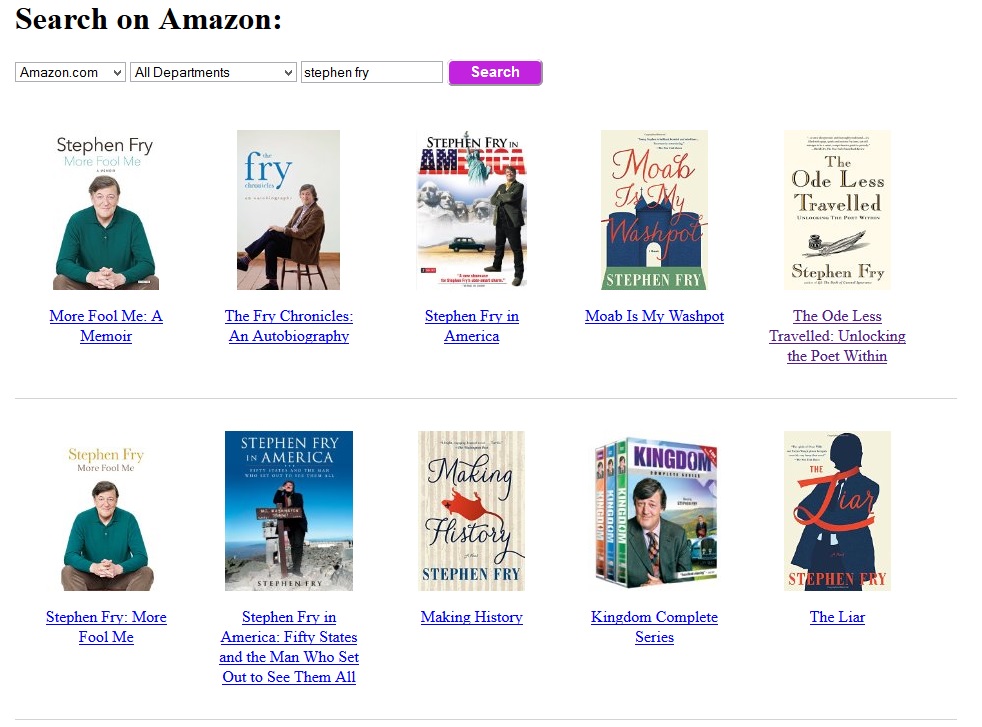 Search on Amazon:
Amazon.com All Departments stephen fry Search
Stephen Fry
More Fool Me
A MEMOIR
the
fry
chronicles
an autobiography
STEPHEN FRY IN
AMERICA
Moab
Is My
Washpot
STEPHEN FRY
The
Ode Less
Travelled
UNLOCKING THE POET WITHIN
Stephen Fry
More Fool Me: A
Memoir
The Fry Chronicles:
An Autobiography
Stephen Fry in
America
Moab Is My Washpot
The Ode Less
Travelled: Unlocking
the Poet Within
Stephen Fry
More Fool Me
STEPHEN FRY
IN AMERICA
FIFTY STATES AND THE MAN
WHO SET OUT TO SEE THEM ALL
STEPHEN FRY
Making
History
A Novel
STEPHEN FRY
KINGDOM
COMPLETE SERIES
KINGDOM
KINGDOM
KINGDOM
THE
Liar
STEPHEN FRY
Stephen Fry: More
Fool Me
Stephen Fry in
America: Fifty States
and the Man Who Set
Out to See Them All
Making History
Kingdom Complete
Series
The Liar